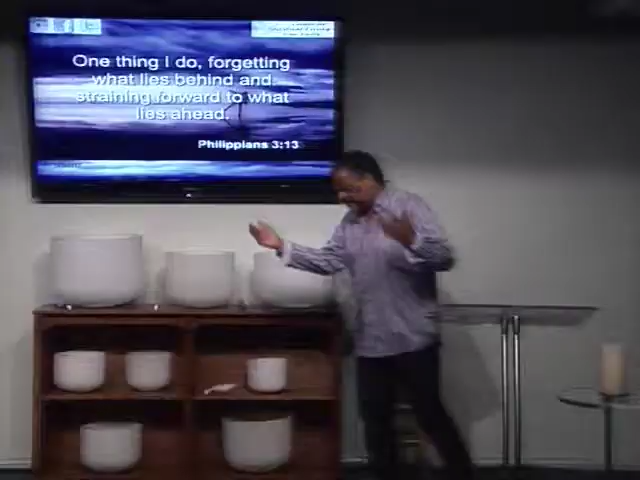 One thing I do, forgetting
what lies behind and
straining forward to what
lies ahead.
Philippians 3:13